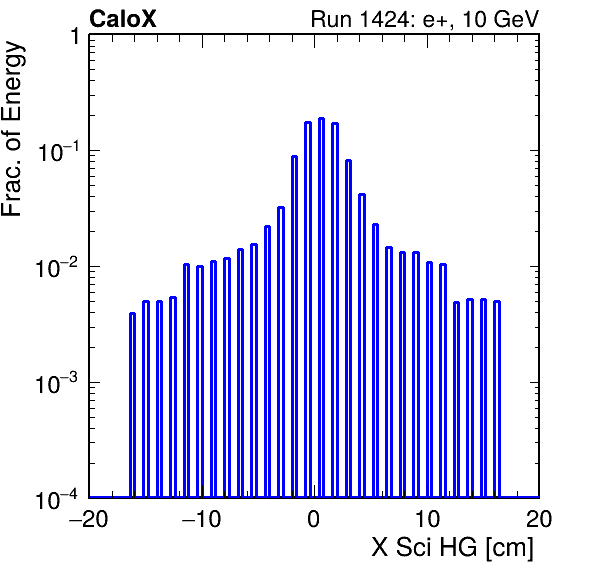 CaloX
Run 1424: e+, 10 GeV
Frac. of Energy
1
10⁻¹
10⁻²
10⁻³
10⁻⁴
−20
−10
0
10
20
X Sci HG [cm]